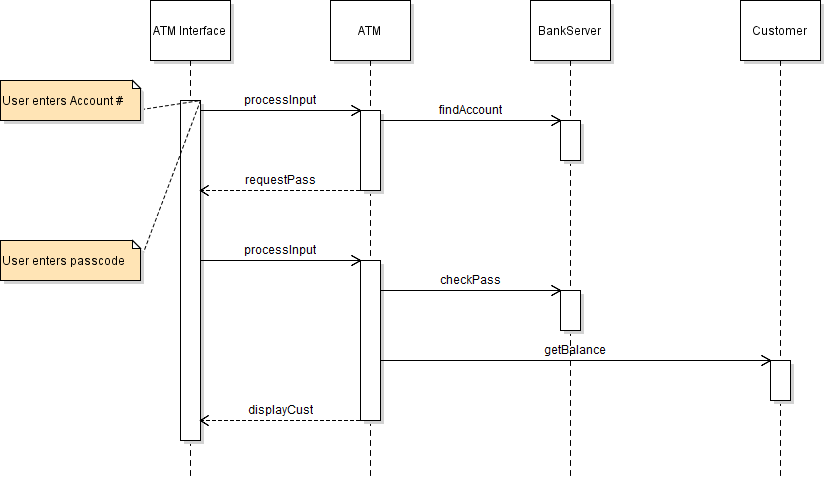 ATM Interface
ATM
BankServer
Customer
User enters Account #
processInput
findAccount
requestPass
User enters passcode
processInput
checkPass
getBalance
displayCust